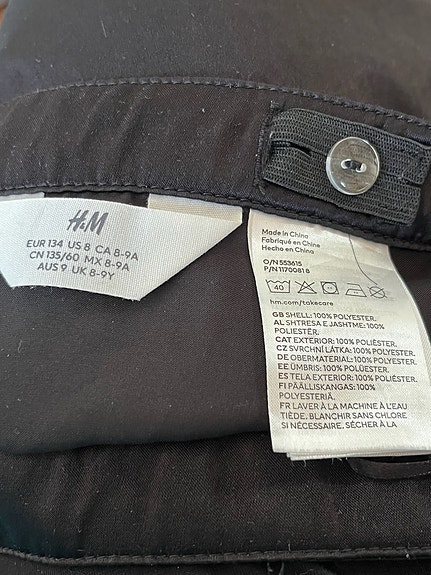 H&M
EUR 134 US 8 CA 8-9A
CN 135/60 MX 8-9A
AUS 9 UK 8-9Y
Made in China
Fabriqué en Chine
Hecho en China
O/N 553615
P/N 1170081 8
40
hm.com/takecare
GB SHELL: 100% POLYESTER.
AL SHTRESA E JASHTME: 100%
POLIESTËR.
CAT EXTERIOR: 100% POLIÈSTER.
CZ SVRCHNÍ LÁTKA: 100% POLYESTER.
DE OBERMATERIAL: 100% POLYESTER.
EE ÜMBRIS: 100% POLÜESTER.
ES TELA EXTERIOR: 100% POLIÉSTER.
FI PÄÄLLISKANGAS: 100%
POLYESTERIÄ.
FR LAVER À LA MACHINE À L'EAU
TIÈDE. BLANCHIR SANS CHLORE
SI NÉCESSAIRE. SÉCHER À LA